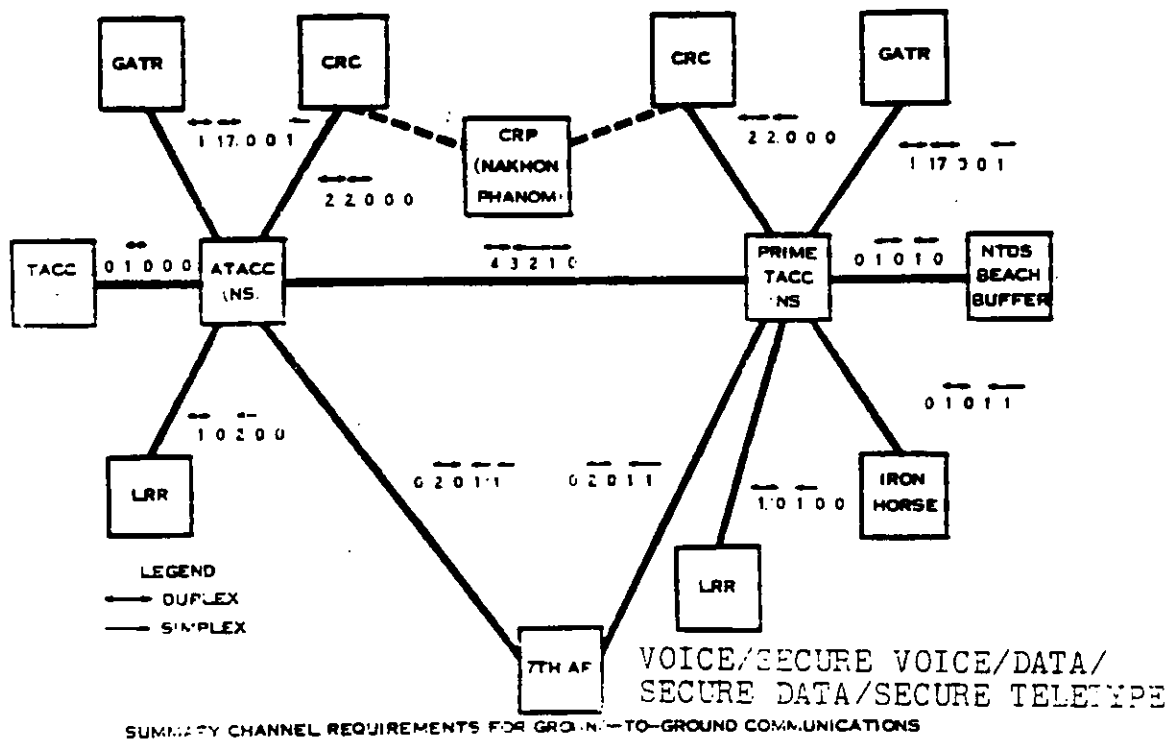 GATR
CRC
CRC
GATR
1 17 0 0 1
2 2 0 0 0
CRP
(NAKHON
PHANOM)
2 2 0 0 0
1 17 0 0 1
TACC
0 1 0 0 0
ATACC
(NS)
4 3 2 1 0
PRIME
TACC
NS
0 1 0 1 0
NTDS
BEACH
BUFFER
1 0 2 0 0
LRR
0 2 0 1 1
0 2 0 1 1
1 0 1 0 0
LRR
0 1 0 1 1
IRON
HORSE
LEGEND
DUPLEX
SIMPLEX
7TH AF
VOICE/SECURE VOICE/DATA/
SECURE DATA/SECURE TELETYPE
SUMMARY CHANNEL REQUIREMENTS FOR GROUND-TO-GROUND COMMUNICATIONS